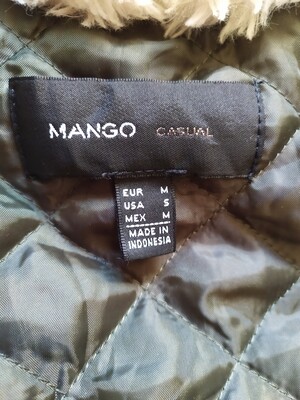 MANGO CASUAL
EUR M
USA S
MEX M
MADE IN
INDONESIA